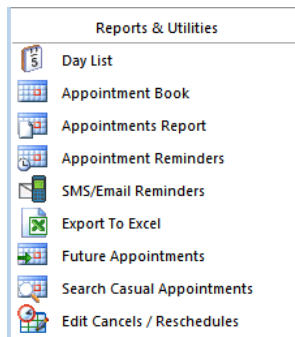 Reports & Utilities
Day List
Appointment Book
Appointments Report
Appointment Reminders
SMS/Email Reminders
Export To Excel
Future Appointments
Search Casual Appointments
Edit Cancels / Reschedules